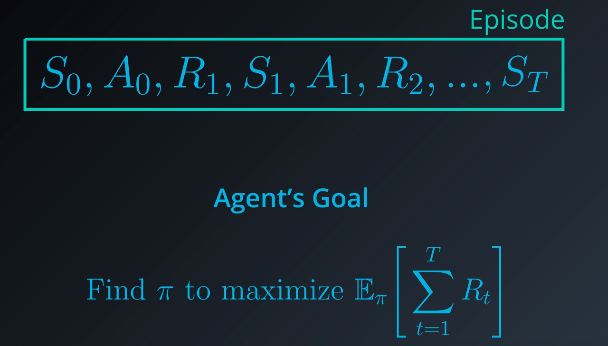 Episode
S_0, A_0, R_1, S_1, A_1, R_2, ..., S_T
Agent's Goal
Find π to maximize 𝔼_π [ ∑_{t=1}^{T} R_t ]